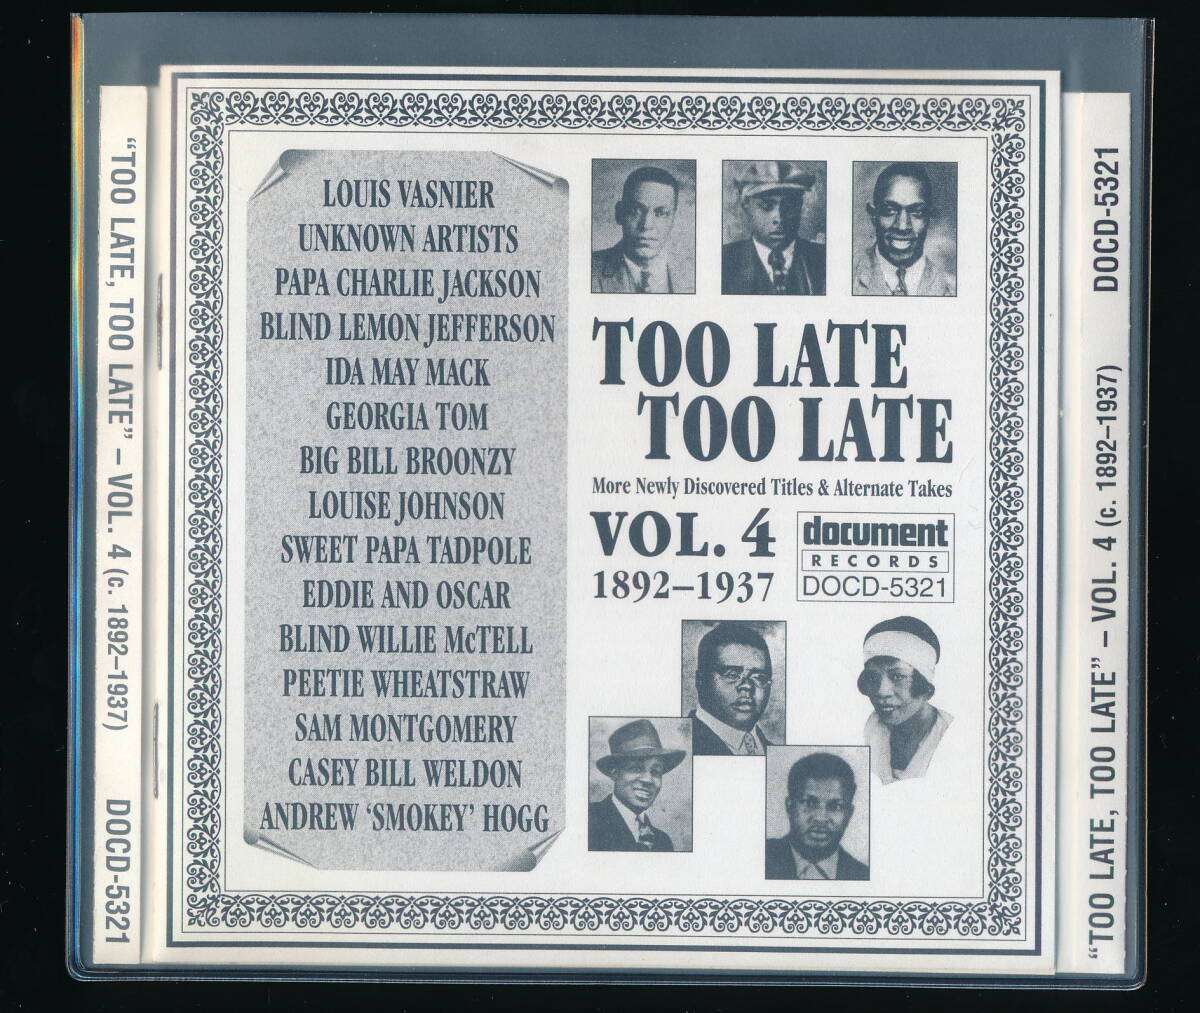 "TOO LATE, TOO LATE" – VOL. 4 (c. 1892–1937) DOCD-5321
LOUIS VASNIER
UNKNOWN ARTISTS
PAPA CHARLIE JACKSON
BLIND LEMON JEFFERSON
IDA MAY MACK
GEORGIA TOM
BIG BILL BROONZY
LOUISE JOHNSON
SWEET PAPA TADPOLE
EDDIE AND OSCAR
BLIND WILLIE McTELL
PEETIE WHEATSTRAW
SAM MONTGOMERY
CASEY BILL WELDON
ANDREW 'SMOKEY' HOGG
TOO LATE
TOO LATE
More Newly Discovered Titles & Alternate Takes
VOL. 4
1892–1937
document
RECORDS
DOCD-5321
"TOO LATE, TOO LATE" – VOL. 4 (c. 1892–1937) DOCD-5321